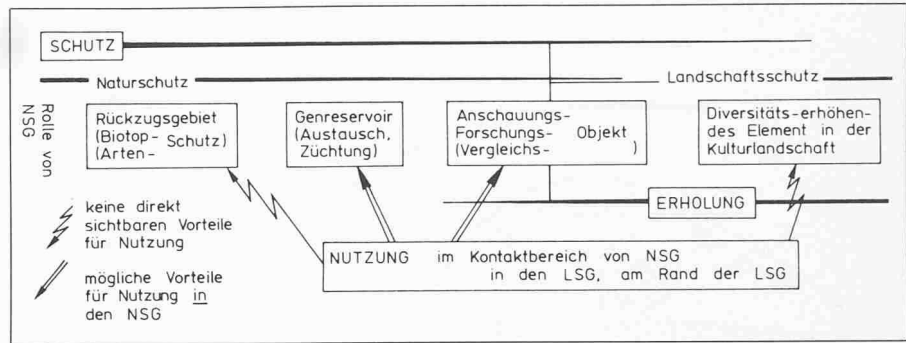 SCHUTZ
Naturschutz
Landschaftsschutz
Rolle von
NSG
Rückzugsgebiet
(Biotop- Schutz)
(Arten-
Genreservoir
(Austausch,
Züchtung)
Anschauungs-
Forschungs- Objekt
(Vergleichs- )
Diversitäts-erhöhen-
des Element in der
Kulturlandschaft
ERHOLUNG
keine direkt
sichtbaren Vorteile
für Nutzung
NUTZUNG im Kontaktbereich von NSG
in den LSG, am Rand der LSG
mögliche Vorteile
für Nutzung in
den NSG